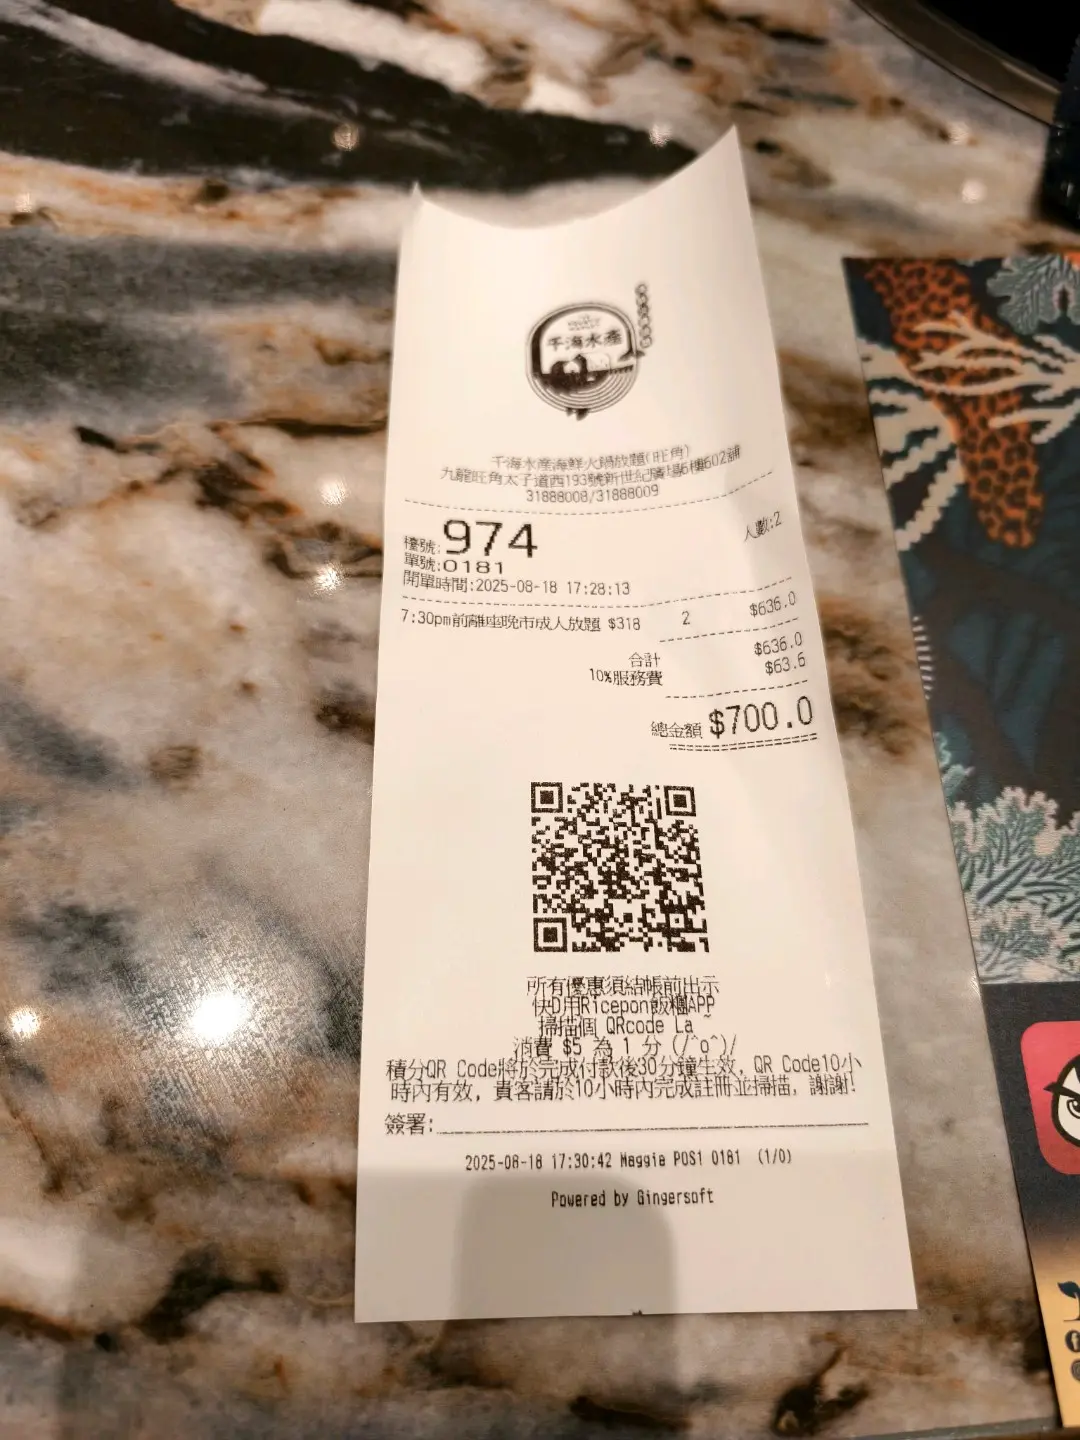 千海水產
千海水產海鮮火鍋放題(旺角)
九龍旺角太子道西193號新世紀廣場6樓602舖
31888008/31888009
檯號:974 人數:2
單號:0181
開單時間:2025-08-18 17:28:13
7:30pm前離座晚市成人放題 $318 2 $636.0
合計 $636.0
10%服務費 $63.6
總金額 $700.0
所有優惠須結帳前出示
快D用Ricepon飯糰APP
掃描個 QRcode La~
消費 $5 為 1 分 (/^o^)/
積分QR Code將於完成付款後30分鐘生效, QR Code10小
時內有效, 貴客請於10小時內完成註冊並掃描, 謝謝!
簽署:
2025-08-18 17:30:42 Maggie POS1 0181 (1/0)
Powered by Gingersoft